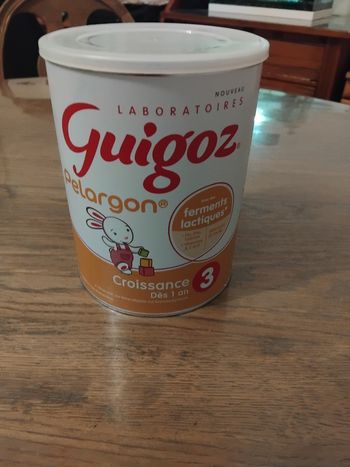 NOUVEAU
LABORATOIRES
Guigoz®
Pelargon®
ferments
lactiques*
Croissance 3
Dès 1 an